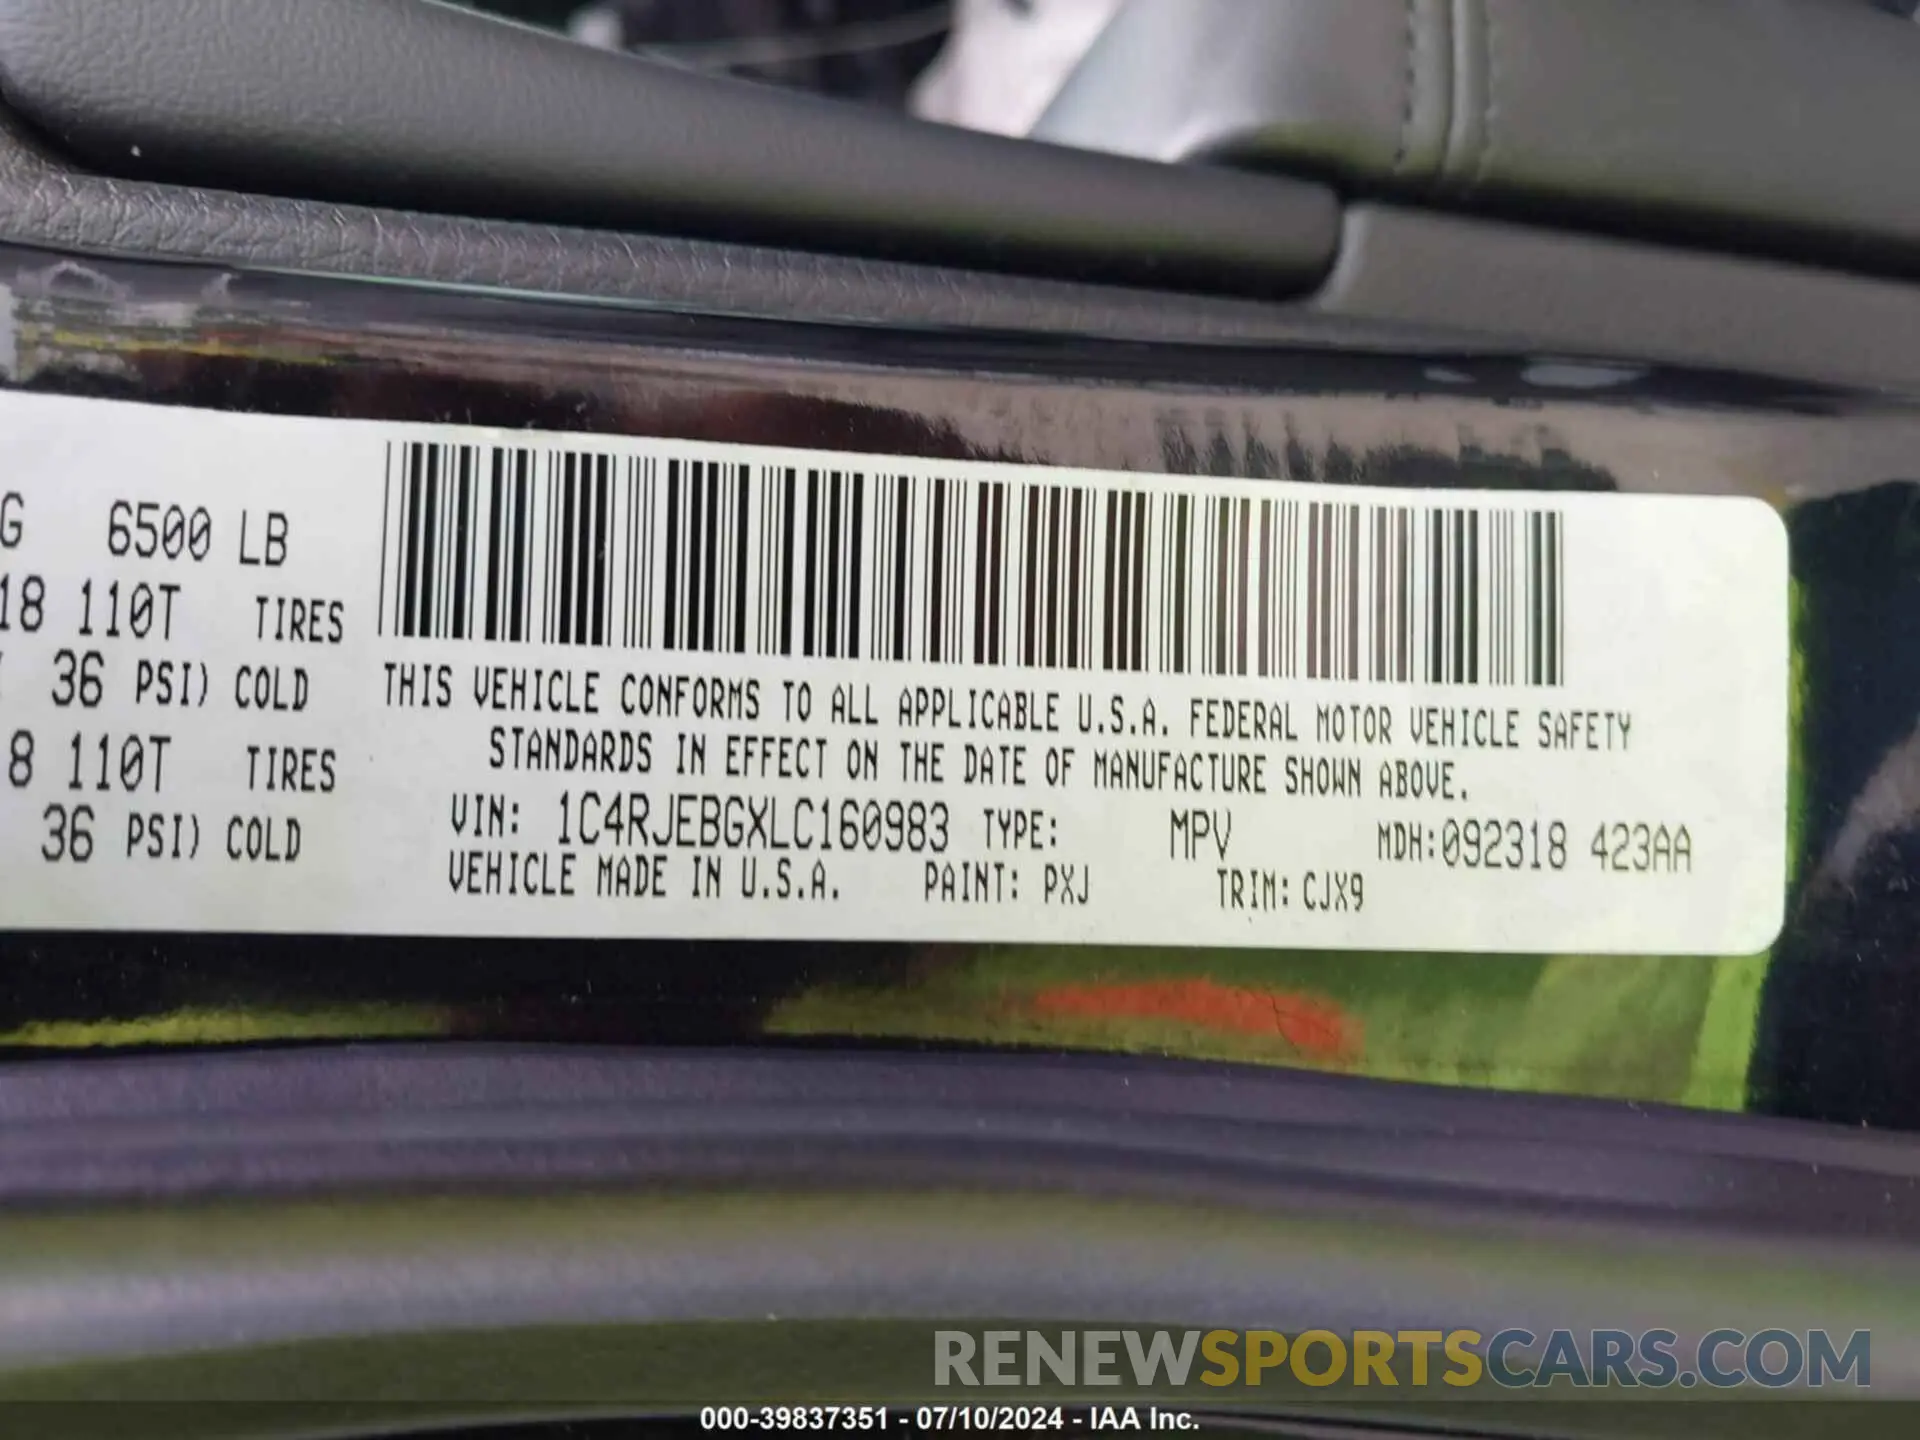 G 6500 LB
18 110T TIRES
36 PSI) COLD
8 110T TIRES
36 PSI) COLD
THIS VEHICLE CONFORMS TO ALL APPLICABLE U.S.A. FEDERAL MOTOR VEHICLE SAFETY
STANDARDS IN EFFECT ON THE DATE OF MANUFACTURE SHOWN ABOVE.
VIN: 1C4RJEBGXLC160983 TYPE: MPV MDH:092318 423AA
VEHICLE MADE IN U.S.A. PAINT: PXJ TRIM: CJX9
RENEWSPORTSCARS.COM
000-39837351 - 07/10/2024 - IAA Inc.